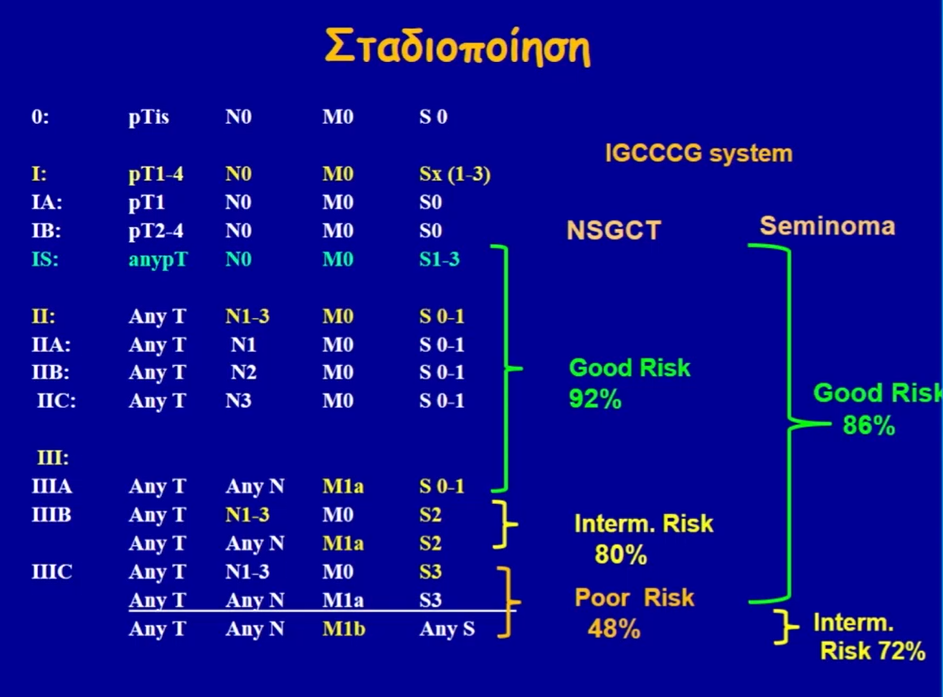 Σταδιοποίηση
0: pTis N0 M0 S 0
IGCCCG system
I: pT1-4 N0 M0 Sx (1-3)
IA: pT1 N0 M0 S0
IB: pT2-4 N0 M0 S0
NSGCT Seminoma
IS: anypT N0 M0 S1-3
II: Any T N1-3 M0 S 0-1
IIA: Any T N1 M0 S 0-1
IIB: Any T N2 M0 S 0-1
IIC: Any T N3 M0 S 0-1
Good Risk
92%
Good Risk
86%
III:
IIIA Any T Any N M1a S 0-1
IIIB Any T N1-3 M0 S2
Any T Any N M1a S2
Interm. Risk
80%
IIIC Any T N1-3 M0 S3
Any T Any N M1a S3
Any T Any N M1b Any S
Poor Risk
48%
Interm.
Risk 72%